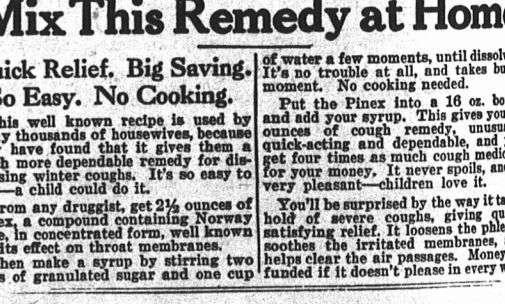 Mix This Remedy at Home
uick Relief. Big Saving.
So Easy. No Cooking.
his well known recipe is used by
y thousands of housewives, because
have found that it gives them a
h more dependable remedy for dis-
sing winter coughs. It's so easy to
—a child could do it.
rom any druggist, get 2½ ounces of
ex, a compound containing Norway
e, in concentrated form, well known
its effect on throat membranes.
hen make a syrup by stirring two
s of granulated sugar and one cup
of water a few moments, until dissol
It's no trouble at all, and takes bu
moment. No cooking needed.
Put the Pinex into a 16 oz. bo
and add your syrup. This gives you
ounces of cough remedy, unusu
quick-acting and dependable, and
get four times as much cough medic
for your money. It never spoils, an
very pleasant—children love it.
You'll be surprised by the way it ta
hold of severe coughs, giving qu
satisfying relief. It loosens the phle
soothes the irritated membranes,
helps clear the air passages. Money
funded if it doesn't please in every w